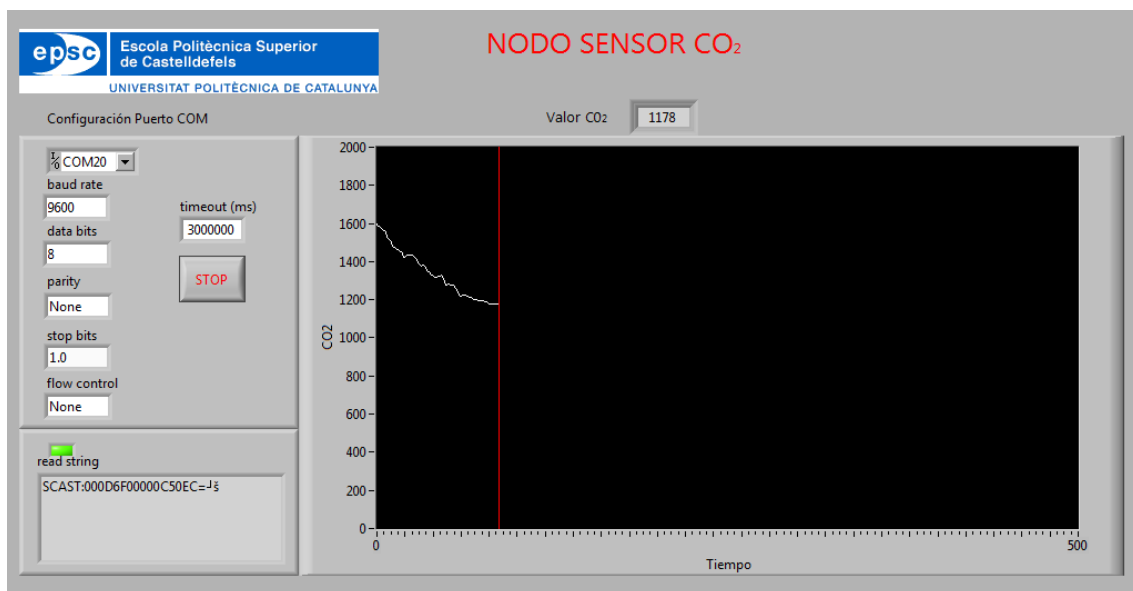 epsc
Escola Politècnica Superior
de Castelldefels
UNIVERSITAT POLITÈCNICA DE CATALUNYA
NODO SENSOR CO₂
Configuración Puerto COM
Valor CO₂ 1178
COM20
baud rate
9600
timeout (ms)
3000000
data bits
8
parity
None
STOP
stop bits
1.0
flow control
None
read string
SCAST:000D6F00000C50EC=┘š
2000
1800
1600
1400
1200
1000
800
600
400
200
0
CO2
0
500
Tiempo